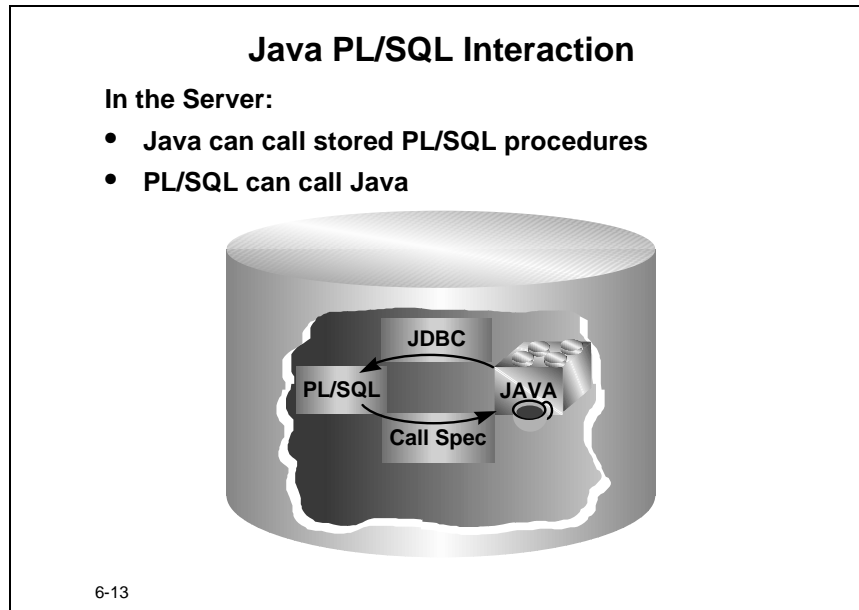 Java PL/SQL Interaction
In the Server:
• Java can call stored PL/SQL procedures
• PL/SQL can call Java
JDBC
PL/SQL
JAVA
Call Spec
6-13